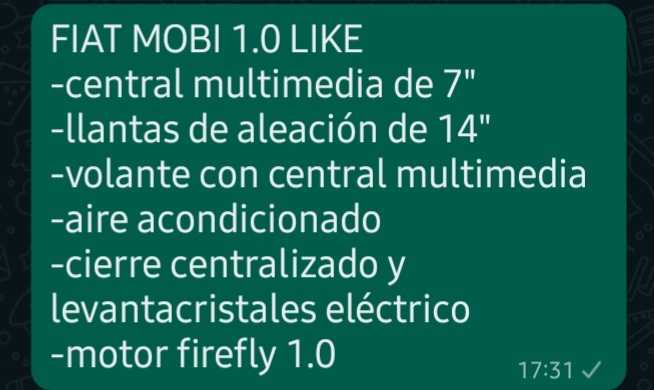 FIAT MOBI 1.0 LIKE
-central multimedia de 7"
-llantas de aleación de 14"
-volante con central multimedia
-aire acondicionado
-cierre centralizado y
levantacristales eléctrico
-motor firefly 1.0
17:31